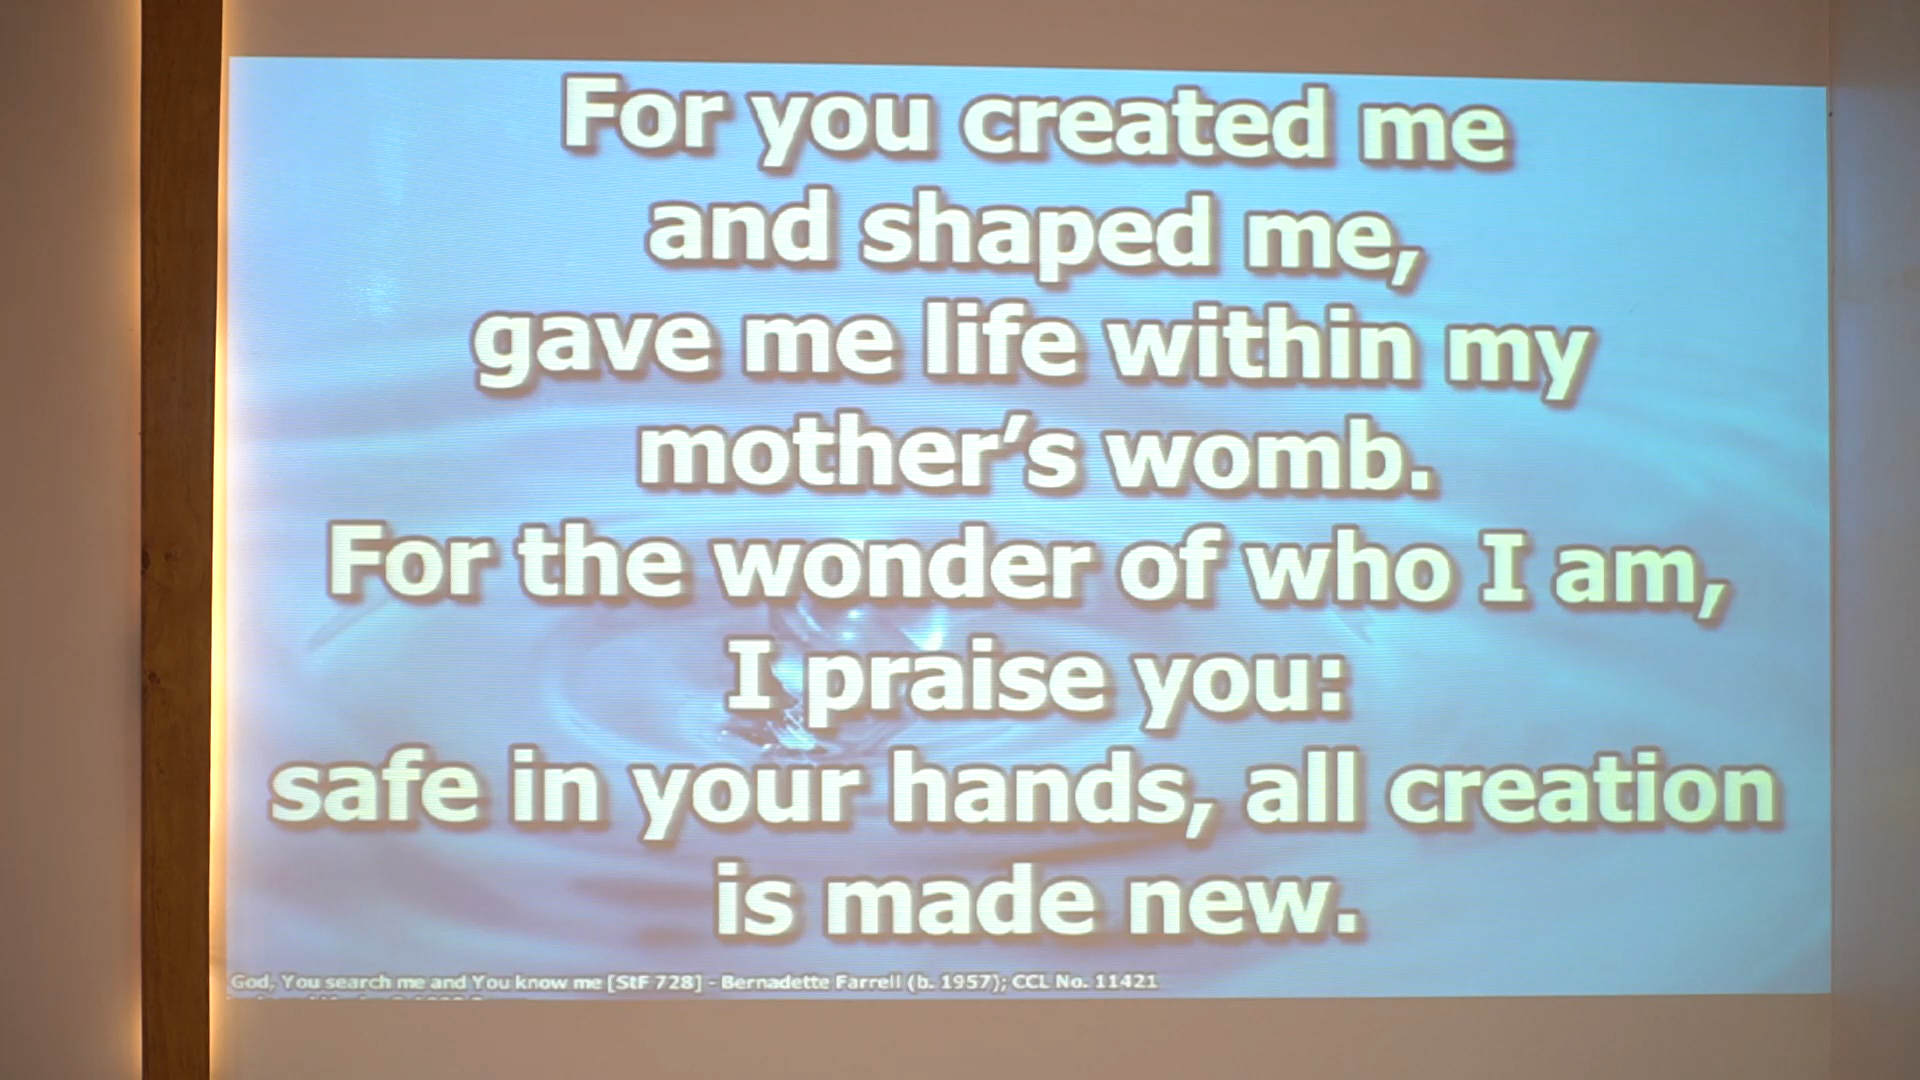 For you created me
and shaped me,
gave me life within my
mother’s womb.
For the wonder of who I am,
I praise you:
safe in your hands, all creation
is made new.
God, You search me and You know me [StF 728] - Bernadette Farrell (b. 1957); CCL No. 11421